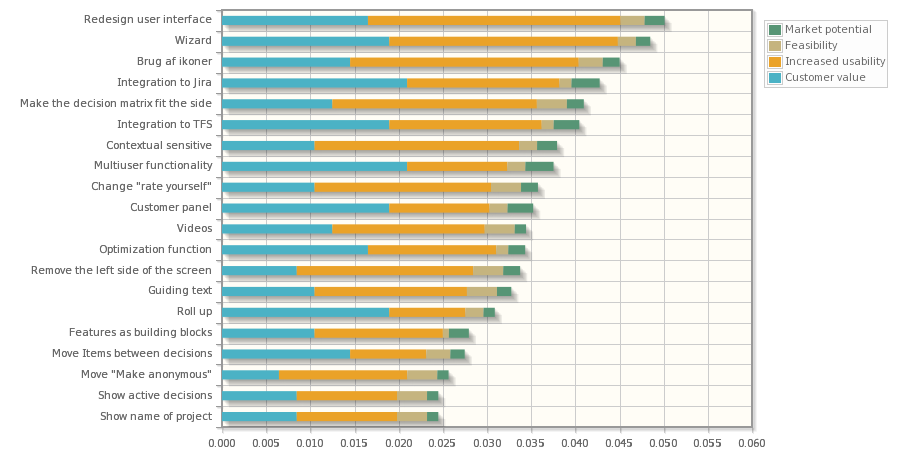 Redesign user interface
Wizard
Brug af ikoner
Integration to Jira
Make the decision matrix fit the side
Integration to TFS
Contextual sensitive
Multiuser functionality
Change "rate yourself"
Customer panel
Videos
Optimization function
Remove the left side of the screen
Guiding text
Roll up
Features as building blocks
Move Items between decisions
Move "Make anonymous"
Show active decisions
Show name of project
0.000 0.005 0.010 0.015 0.020 0.025 0.030 0.035 0.040 0.045 0.050 0.055 0.060
Market potential
Feasibility
Increased usability
Customer value